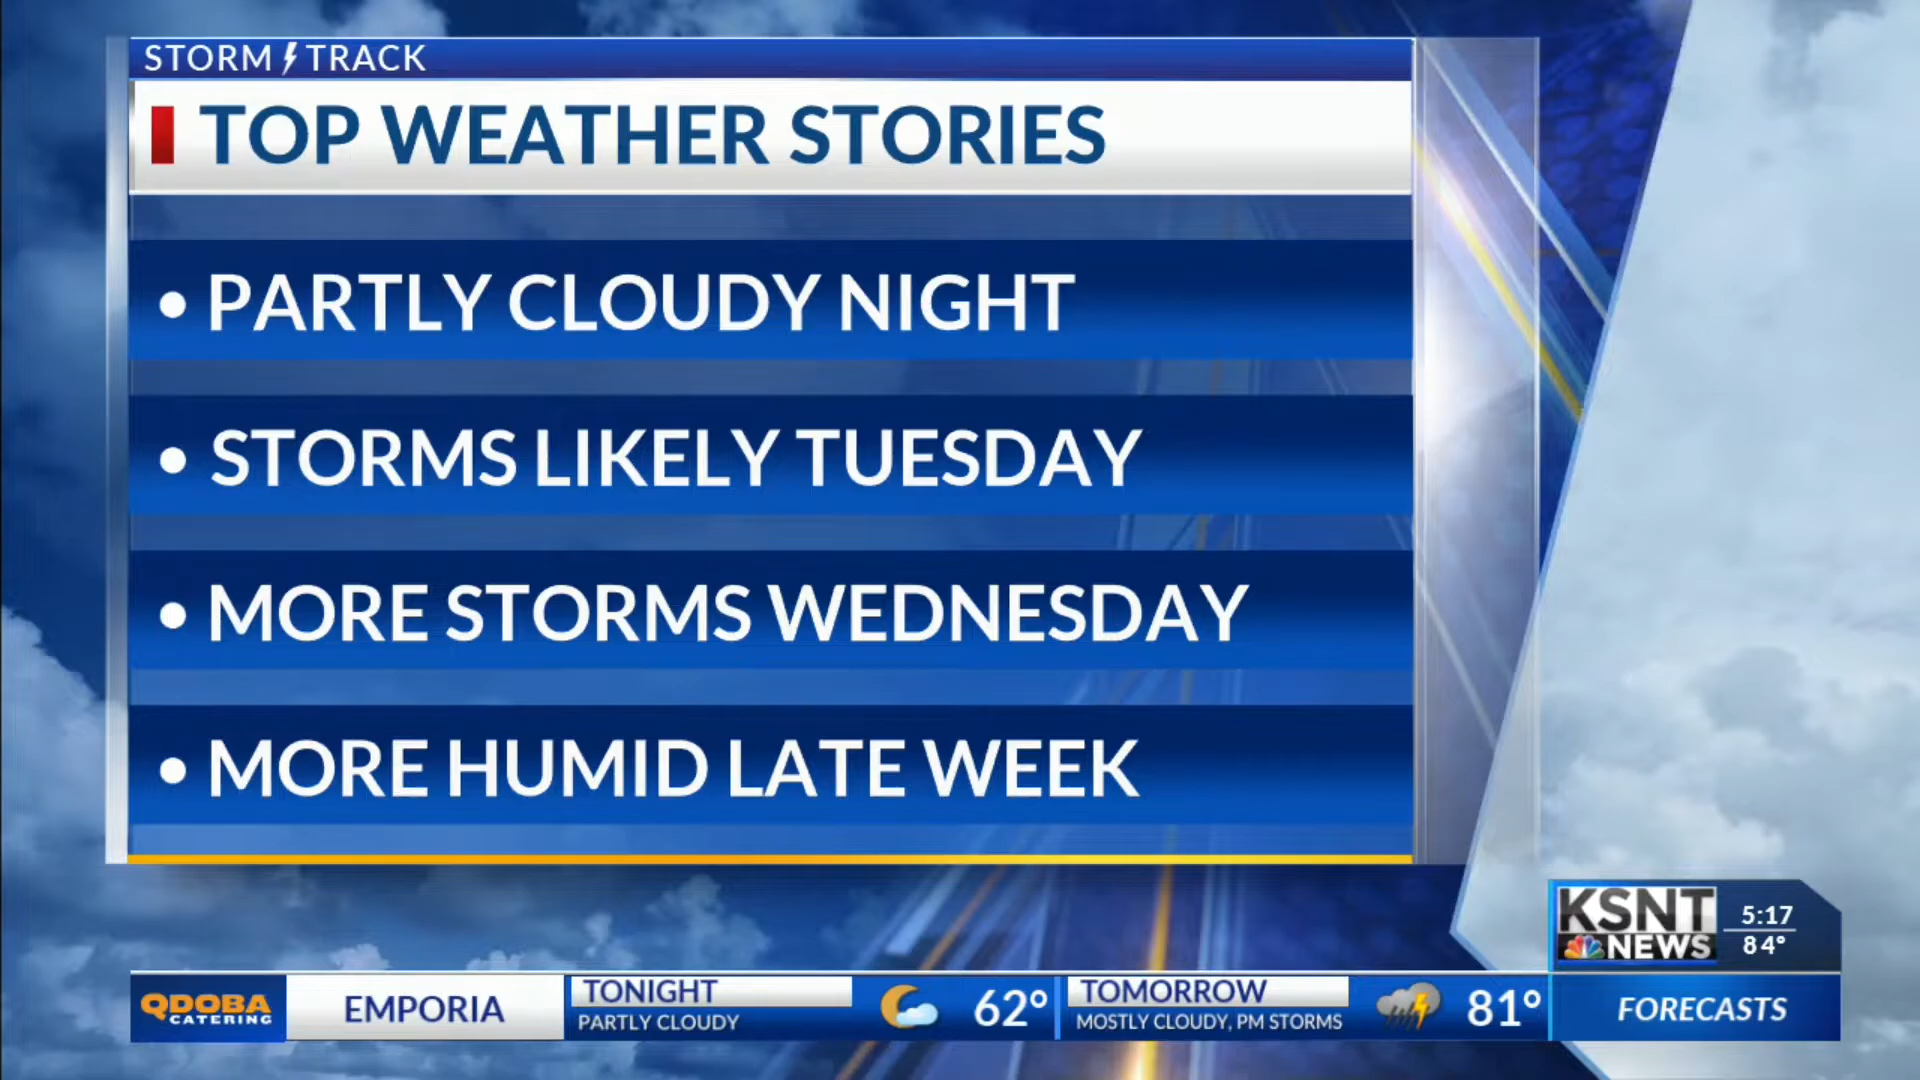 STORM TRACK
TOP WEATHER STORIES
• PARTLY CLOUDY NIGHT
• STORMS LIKELY TUESDAY
• MORE STORMS WEDNESDAY
• MORE HUMID LATE WEEK
KSNT
NEWS
5:17
84°
QDOBA
CATERING
EMPORIA
TONIGHT
PARTLY CLOUDY
62°
TOMORROW
MOSTLY CLOUDY, PM STORMS
81°
FORECASTS